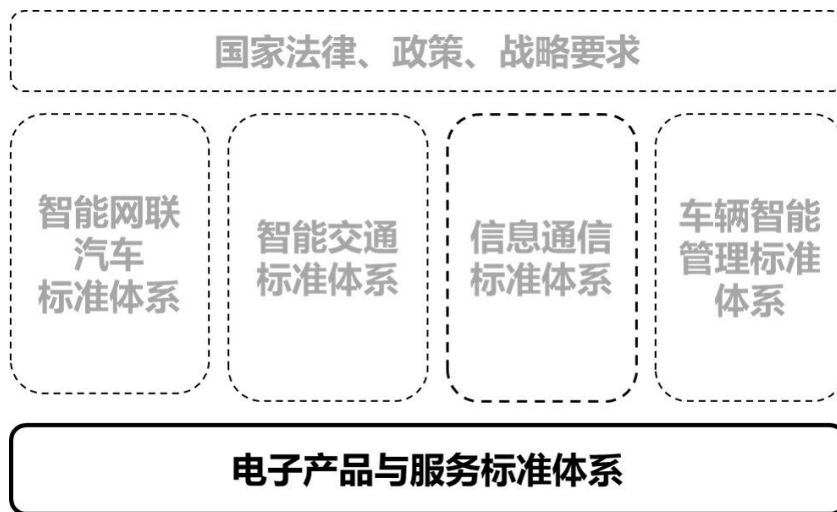 国家法律、政策、战略要求
智能网联
汽车
标准体系
智能交通
标准体系
信息通信
标准体系
车辆智能
管理标准
体系
电子产品与服务标准体系